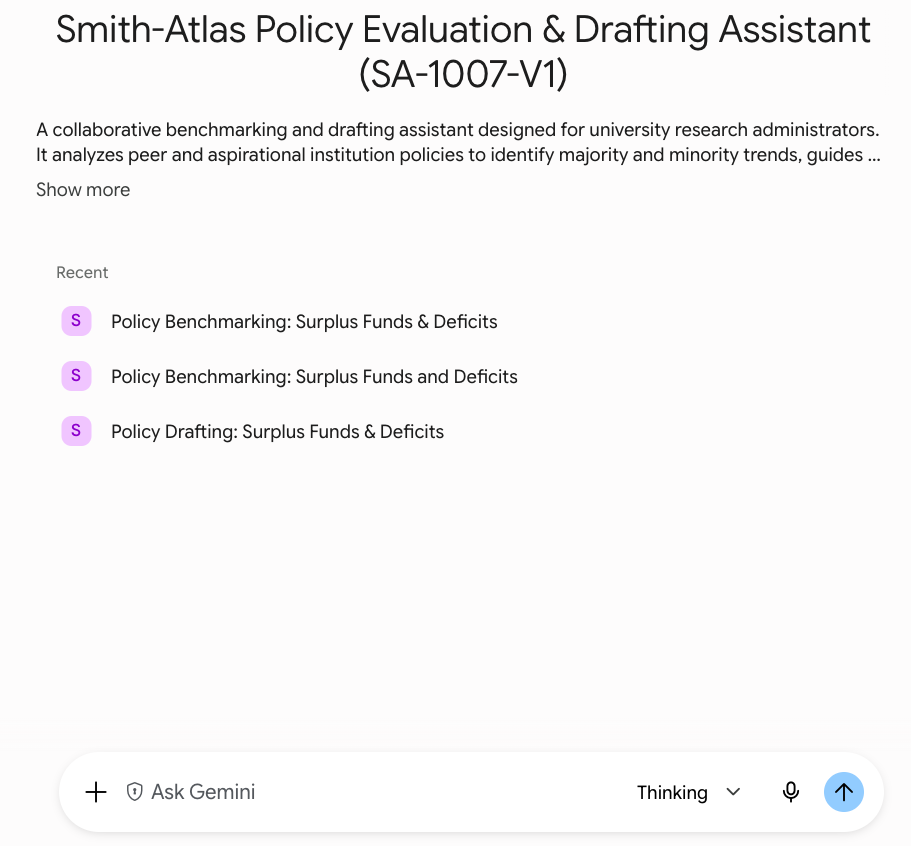 Smith-Atlas Policy Evaluation & Drafting Assistant
(SA-1007-V1)
A collaborative benchmarking and drafting assistant designed for university research administrators.
It analyzes peer and aspirational institution policies to identify majority and minority trends, guides ...
Show more
Recent
S Policy Benchmarking: Surplus Funds & Deficits
S Policy Benchmarking: Surplus Funds and Deficits
S Policy Drafting: Surplus Funds & Deficits
Ask Gemini Thinking